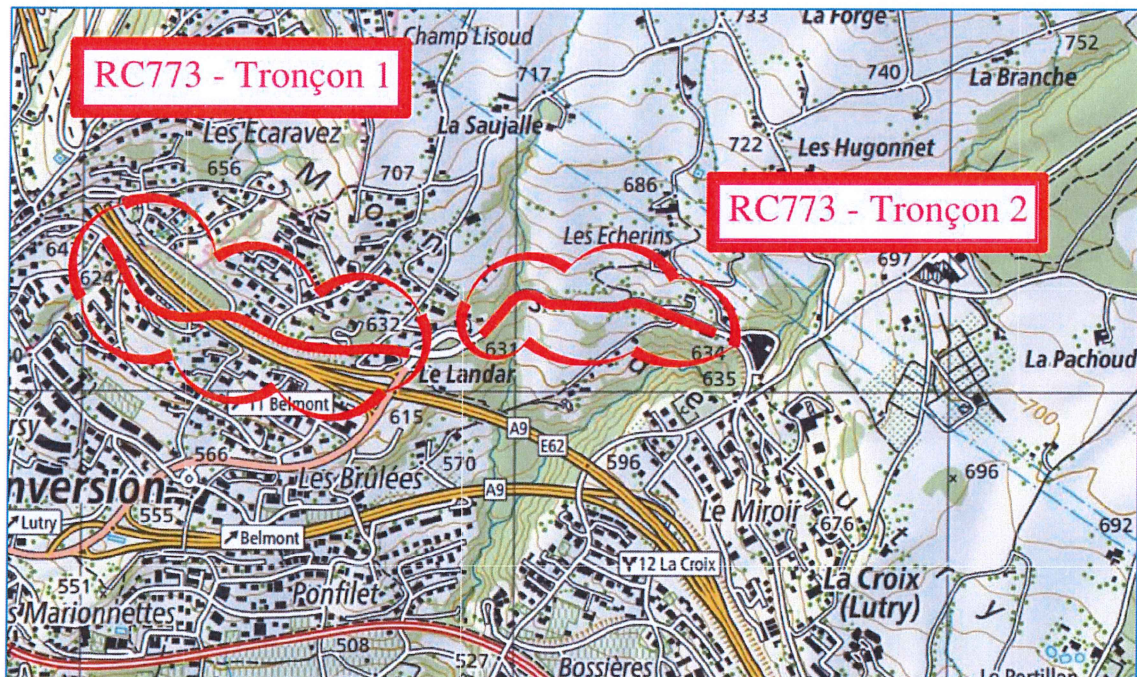 733
La Forge
752
Champ Lisoud
RC773 - Tronçon 1
717
740
La Branche
La Saujalle
Les Ecaravez
722
Les Hugonnet
656
707
686
RC773 - Tronçon 2
M
o
n
Les Echerins
697
624
632
631
Le Landar
634
635
La Pachoud
11 Belmont
615
700
A9
E62
566
Les Brûlées
570
596
696
nversion
A9
Le Miroir
Lutry
555
Belmont
676
692
12 La Croix
551
s Marionnettes
Ponfilet
La Croix
(Lutry)
L
u
t
r
y
508
527
Bossières